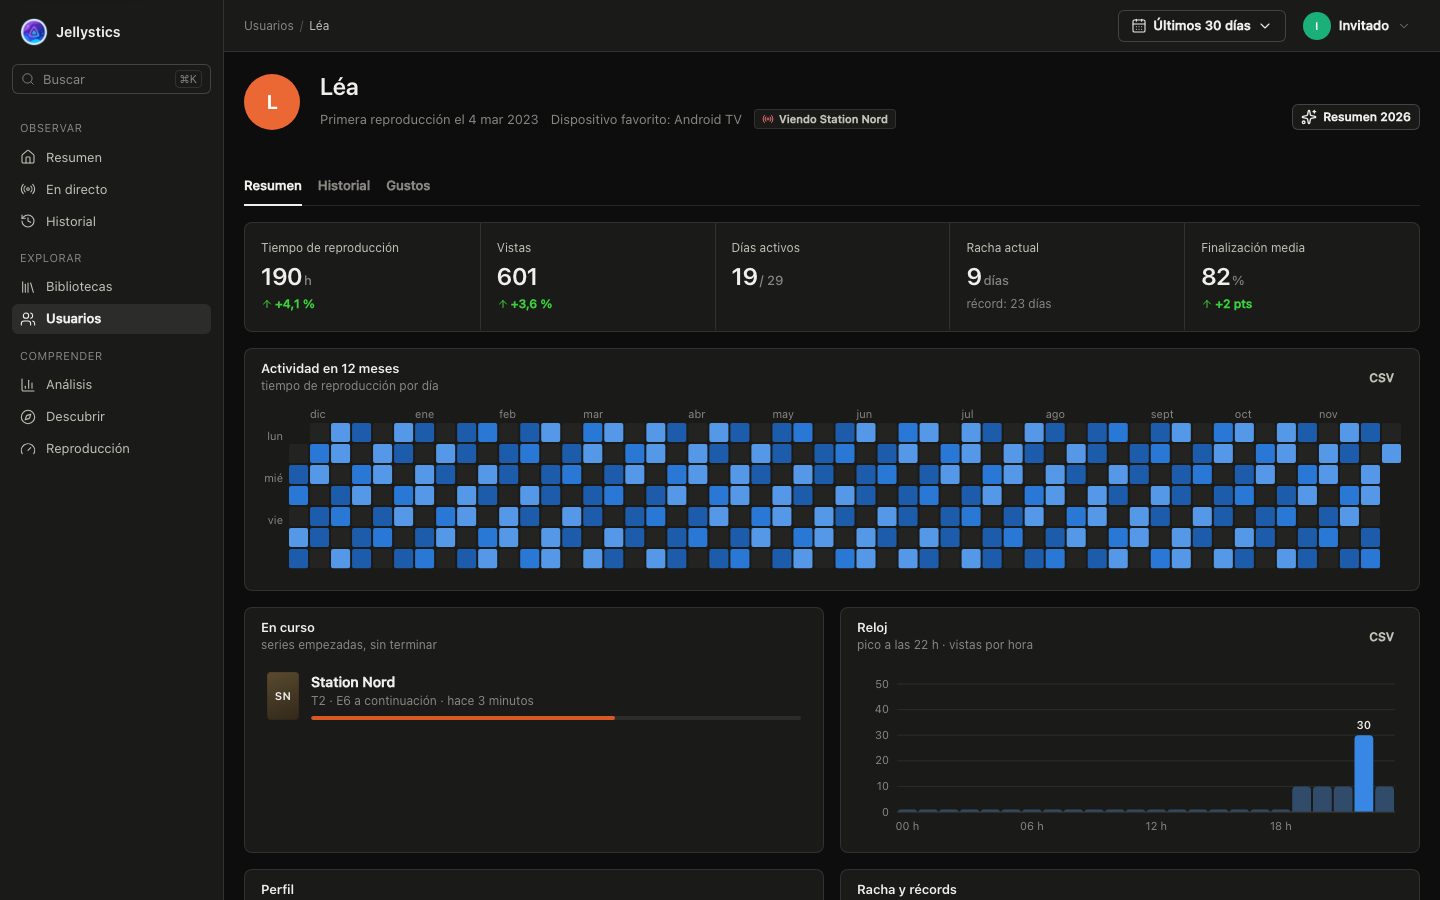 Jellystics
Buscar ⌘K
OBSERVAR
Resumen
En directo
Historial
EXPLORAR
Bibliotecas
Usuarios
COMPRENDER
Análisis
Descubrir
Reproducción
Usuarios / Léa
Últimos 30 días
I Invitado
L
Léa
Primera reproducción el 4 mar 2023 Dispositivo favorito: Android TV Viendo Station Nord
Resumen 2026
Resumen Historial Gustos
Tiempo de reproducción
190 h
↑ +4,1 %
Vistas
601
↑ +3,6 %
Días activos
19 / 29
Racha actual
9 días
récord: 23 días
Finalización media
82 %
↑ +2 pts
Actividad en 12 meses
tiempo de reproducción por día
CSV
dic ene feb mar abr may jun jul ago sept oct nov
lun
mié
vie
En curso
series empezadas, sin terminar
SN
Station Nord
T2 · E6 a continuación · hace 3 minutos
Reloj
pico a las 22 h · vistas por hora
CSV
50
40
30
20
10
0
30
00 h 06 h 12 h 18 h
Perfil
Racha y récords